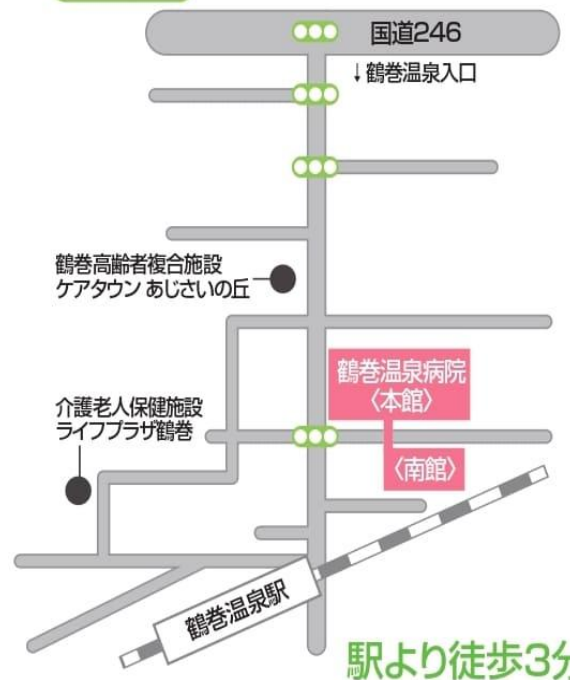 国道246
↓鶴巻温泉入口
鶴巻高齢者複合施設
ケアタウン あじさいの丘
鶴巻温泉病院
〈本館〉
介護老人保健施設
ライフプラザ鶴巻
〈南館〉
鶴巻温泉駅
駅より徒歩3分